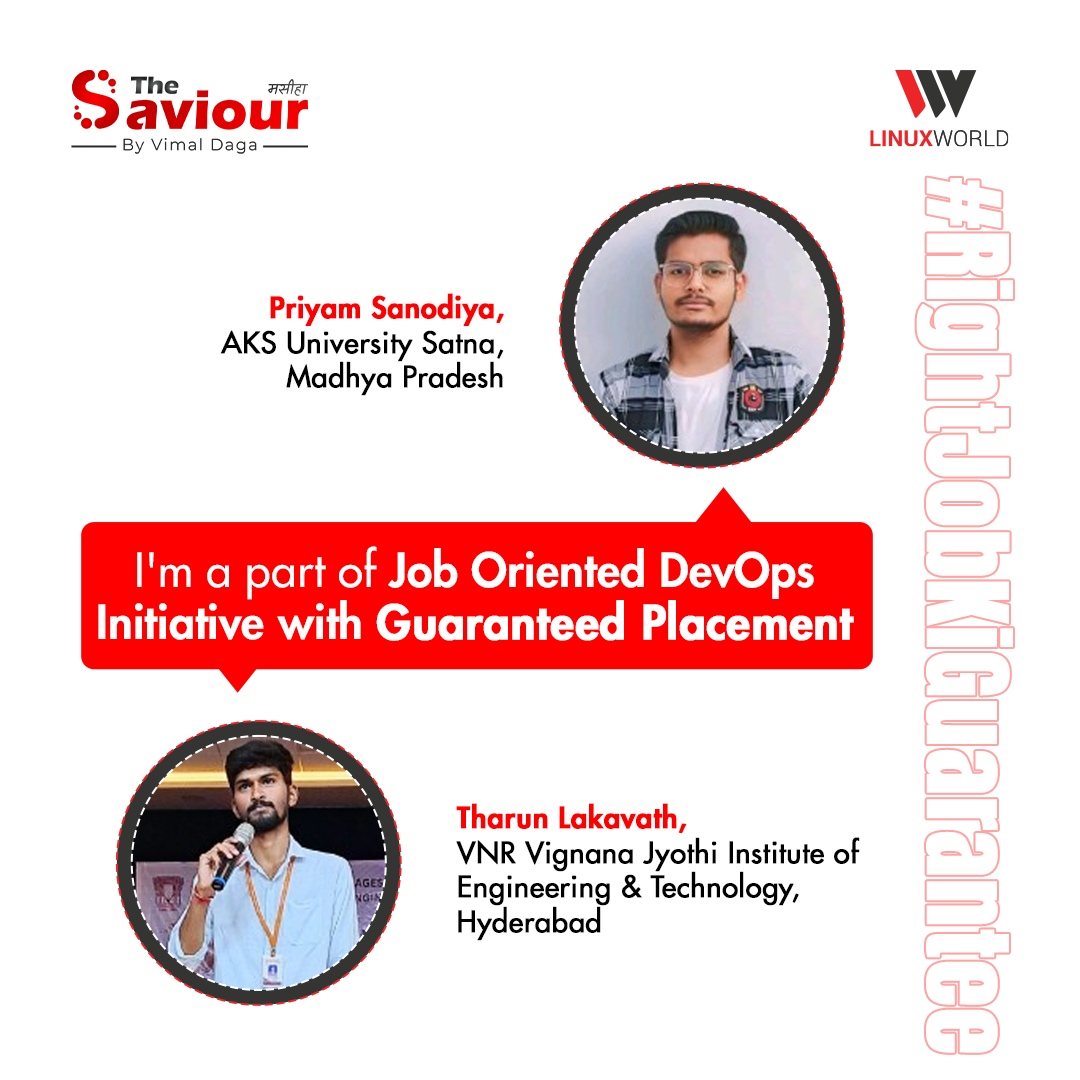 The
मसीहा
Saviour
By Vimal Daga
LINUXWORLD
#RightJobKiGuarantee
Priyam Sanodiya,
AKS University Satna,
Madhya Pradesh
I'm a part of Job Oriented DevOps
Initiative with Guaranteed Placement
Tharun Lakavath,
VNR Vignana Jyothi Institute of
Engineering & Technology,
Hyderabad